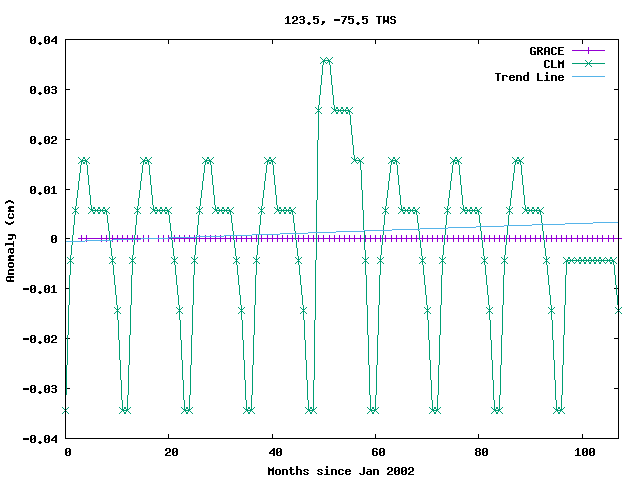 123.5, -75.5 TWS
GRACE
CLM
Trend Line
0.04
0.03
0.02
0.01
0
-0.01
-0.02
-0.03
-0.04
Anomaly (cm)
0 20 40 60 80 100
Months since Jan 2002